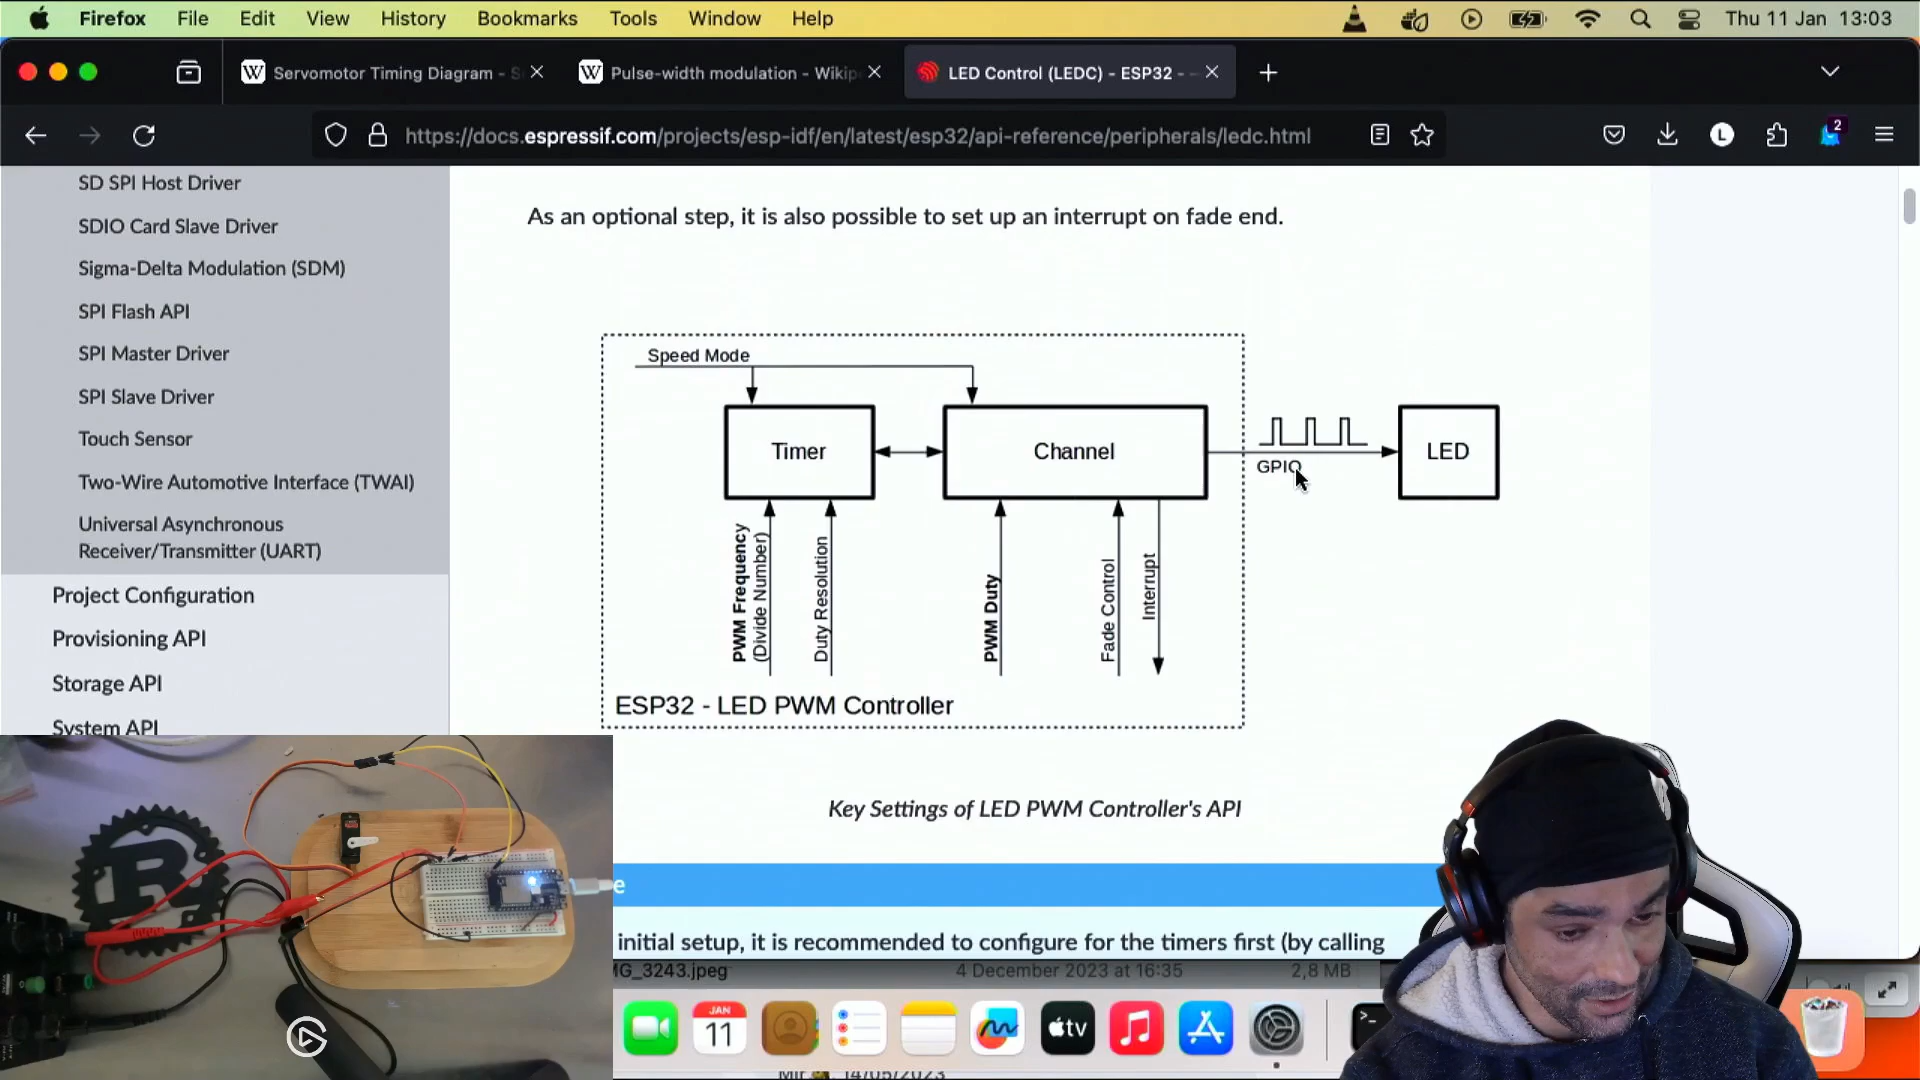 Firefox File Edit View History Bookmarks Tools Window Help Thu 11 Jan 13:03
Servomotor Timing Diagram - S Pulse-width modulation - Wikip LED Control (LEDC) - ESP32 -
https://docs.espressif.com/projects/esp-idf/en/latest/esp32/api-reference/peripherals/ledc.html L 2
SD SPI Host Driver
SDIO Card Slave Driver
Sigma-Delta Modulation (SDM)
SPI Flash API
SPI Master Driver
SPI Slave Driver
Touch Sensor
Two-Wire Automotive Interface (TWAI)
Universal Asynchronous
Receiver/Transmitter (UART)
Project Configuration
Provisioning API
Storage API
System API
As an optional step, it is also possible to set up an interrupt on fade end.
Speed Mode
Timer
Channel
GPIO
LED
PWM Frequency
(Divide Number)
Duty Resolution
PWM Duty
Fade Control
Interrupt
ESP32 - LED PWM Controller
Key Settings of LED PWM Controller's API
e
initial setup, it is recommended to configure for the timers first (by calling
MG_3243.jpeg 4 December 2023 at 16:35 2,8 MB
JAN
11
tv
R